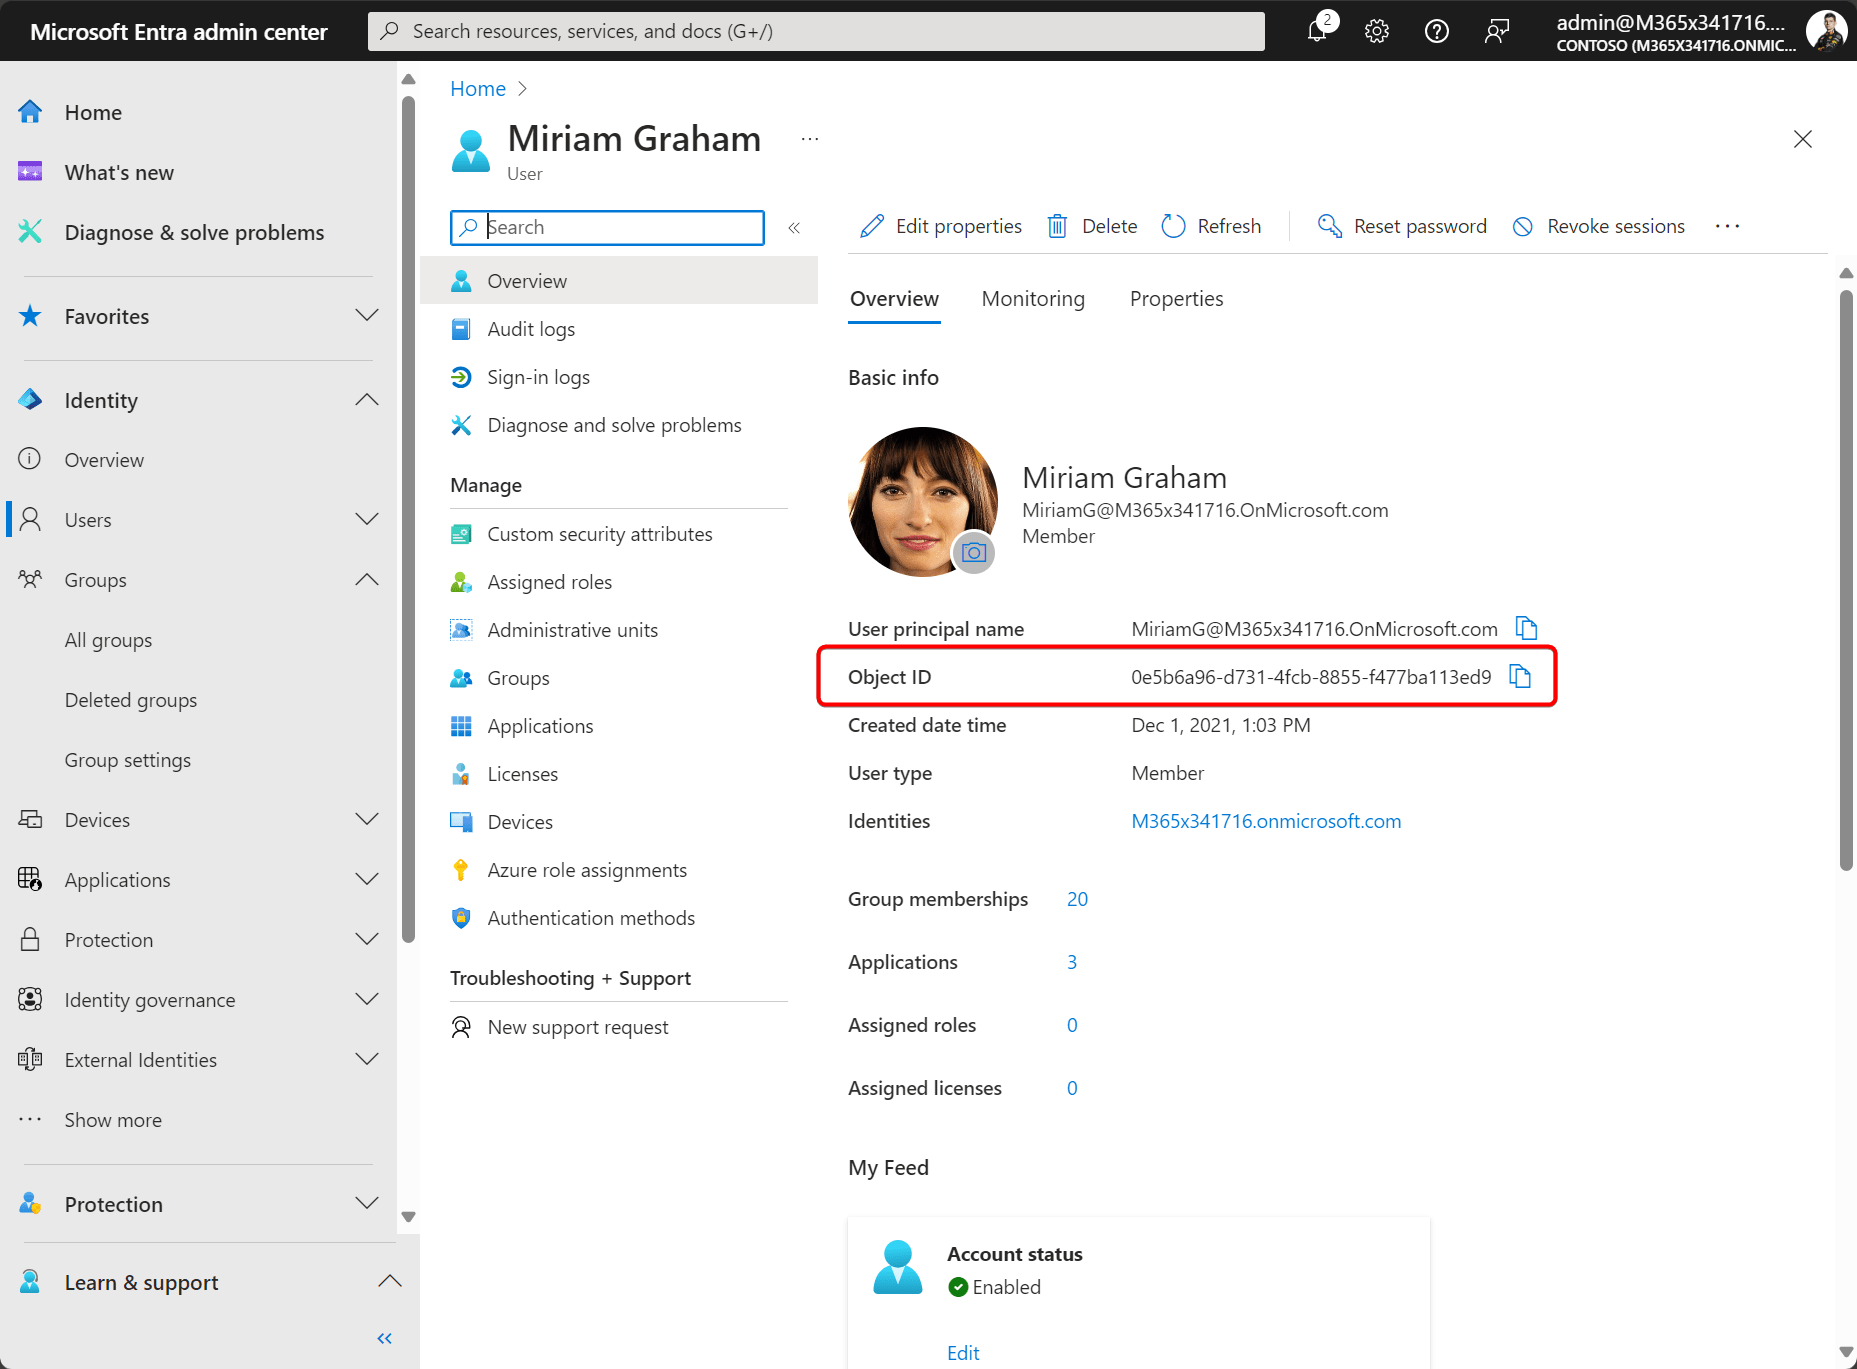 Microsoft Entra admin center
Search resources, services, and docs (G+/)
2
admin@M365x341716....
CONTOSO (M365X341716.ONMIC...
Home
What's new
Diagnose & solve problems
Favorites
Identity
Overview
Users
Groups
All groups
Deleted groups
Group settings
Devices
Applications
Protection
Identity governance
External Identities
Show more
Protection
Learn & support
Home
Miriam Graham
User
Search
Overview
Audit logs
Sign-in logs
Diagnose and solve problems
Manage
Custom security attributes
Assigned roles
Administrative units
Groups
Applications
Licenses
Devices
Azure role assignments
Authentication methods
Troubleshooting + Support
New support request
Edit properties
Delete
Refresh
Reset password
Revoke sessions
Overview
Monitoring
Properties
Basic info
Miriam Graham
MiriamG@M365x341716.OnMicrosoft.com
Member
User principal name MiriamG@M365x341716.OnMicrosoft.com
Object ID 0e5b6a96-d731-4fcb-8855-f477ba113ed9
Created date time Dec 1, 2021, 1:03 PM
User type Member
Identities M365x341716.onmicrosoft.com
Group memberships 20
Applications 3
Assigned roles 0
Assigned licenses 0
My Feed
Account status
Enabled
Edit